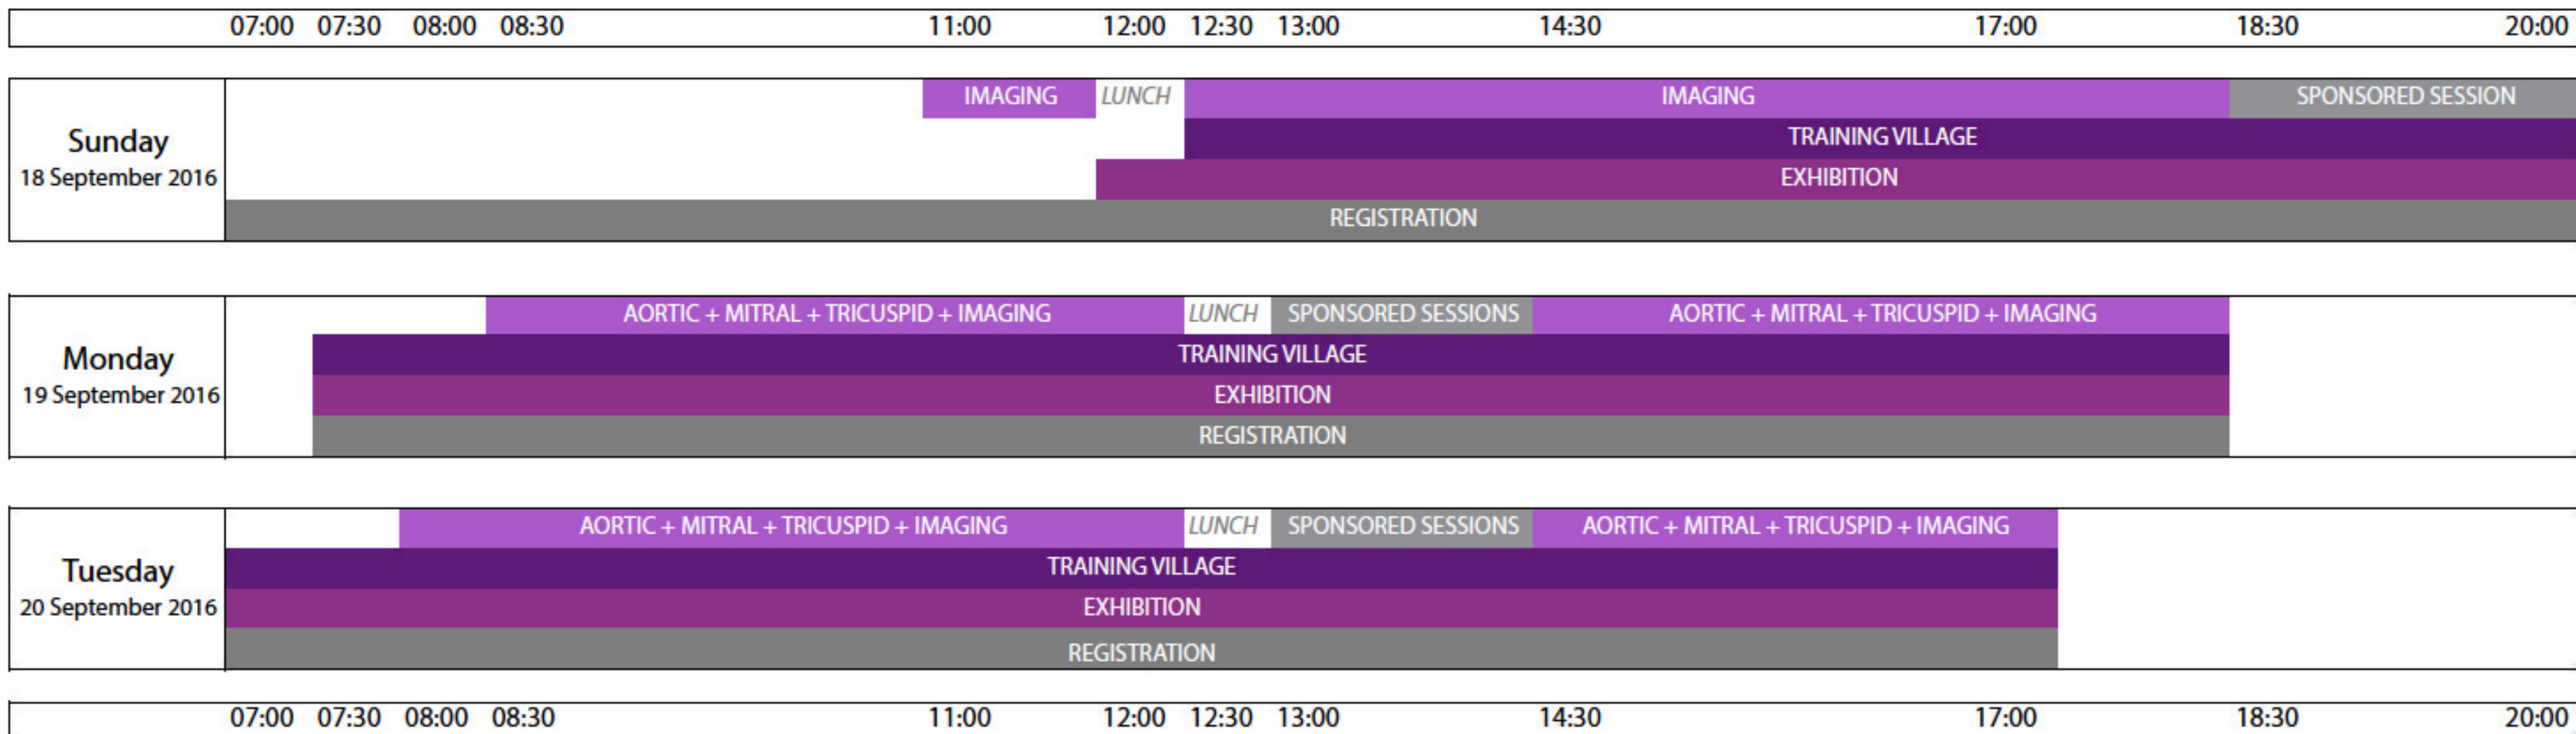 07:00 07:30 08:00 08:30 11:00 12:00 12:30 13:00 14:30 17:00 18:30 20:00
IMAGING LUNCH IMAGING SPONSORED SESSION
TRAINING VILLAGE
Sunday
18 September 2016
EXHIBITION
REGISTRATION
AORTIC + MITRAL + TRICUSPID + IMAGING LUNCH SPONSORED SESSIONS AORTIC + MITRAL + TRICUSPID + IMAGING
TRAINING VILLAGE
Monday
19 September 2016
EXHIBITION
REGISTRATION
AORTIC + MITRAL + TRICUSPID + IMAGING LUNCH SPONSORED SESSIONS AORTIC + MITRAL + TRICUSPID + IMAGING
TRAINING VILLAGE
Tuesday
20 September 2016
EXHIBITION
REGISTRATION
07:00 07:30 08:00 08:30 11:00 12:00 12:30 13:00 14:30 17:00 18:30 20:00